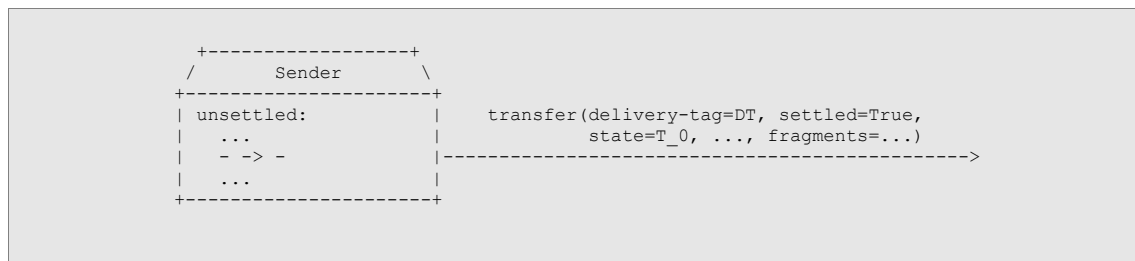 +------------------+
/ Sender \
+----------------------+
| unsettled: | transfer(delivery-tag=DT, settled=True,
| ... | state=T_0, ..., fragments=...)
| - -> - |----------------------------------------------->
| ... |
+----------------------+